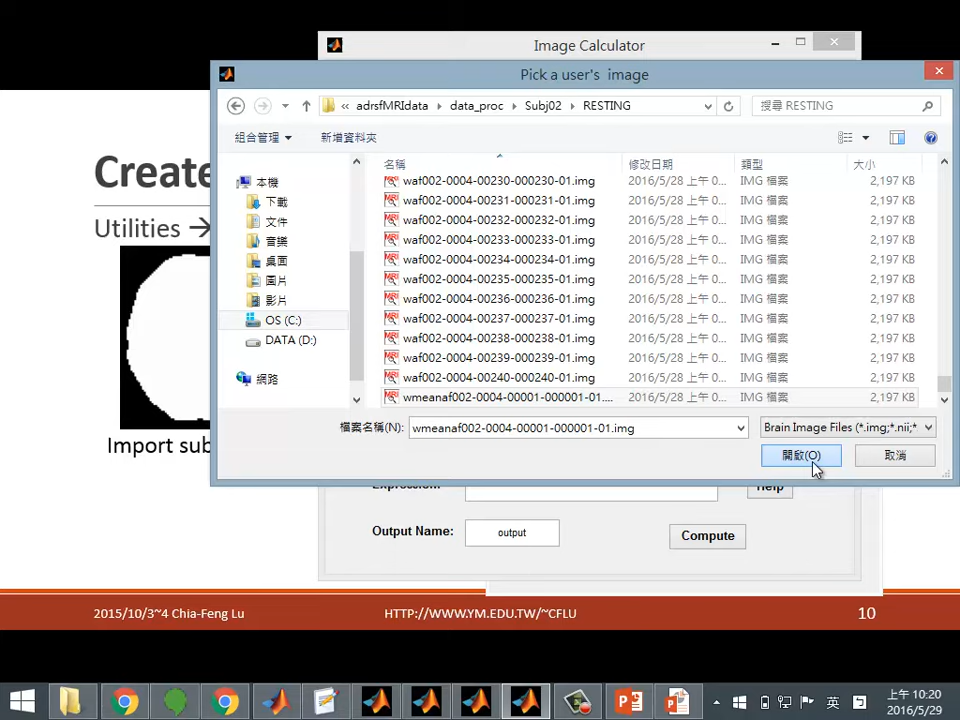 Image Calculator
Pick a user's image
« adrsfMRIdata › data_proc › Subj02 › RESTING
搜尋 RESTING
組合管理
新增資料夾
名稱
修改日期
類型
大小
本機
下載
文件
音樂
桌面
圖片
影片
OS (C:)
DATA (D:)
網路
waf002-0004-00230-000230-01.img 2016/5/28 上午 0... IMG 檔案 2,197 KB
waf002-0004-00231-000231-01.img 2016/5/28 上午 0... IMG 檔案 2,197 KB
waf002-0004-00232-000232-01.img 2016/5/28 上午 0... IMG 檔案 2,197 KB
waf002-0004-00233-000233-01.img 2016/5/28 上午 0... IMG 檔案 2,197 KB
waf002-0004-00234-000234-01.img 2016/5/28 上午 0... IMG 檔案 2,197 KB
waf002-0004-00235-000235-01.img 2016/5/28 上午 0... IMG 檔案 2,197 KB
waf002-0004-00236-000236-01.img 2016/5/28 上午 0... IMG 檔案 2,197 KB
waf002-0004-00237-000237-01.img 2016/5/28 上午 0... IMG 檔案 2,197 KB
waf002-0004-00238-000238-01.img 2016/5/28 上午 0... IMG 檔案 2,197 KB
waf002-0004-00239-000239-01.img 2016/5/28 上午 0... IMG 檔案 2,197 KB
waf002-0004-00240-000240-01.img 2016/5/28 上午 0... IMG 檔案 2,197 KB
wmeanaf002-0004-00001-000001-01.... 2016/5/28 上午 0... IMG 檔案 2,197 KB
檔案名稱(N): wmeanaf002-0004-00001-000001-01.img
Brain Image Files (*.img;*.nii;*
開啟(O)
取消
Create
Utilities →
Import sub
Expression:
Help
Output Name: output
Compute
2015/10/3~4 Chia-Feng Lu
HTTP://WWW.YM.EDU.TW/~CFLU
10
英
上午 10:20
2016/5/29